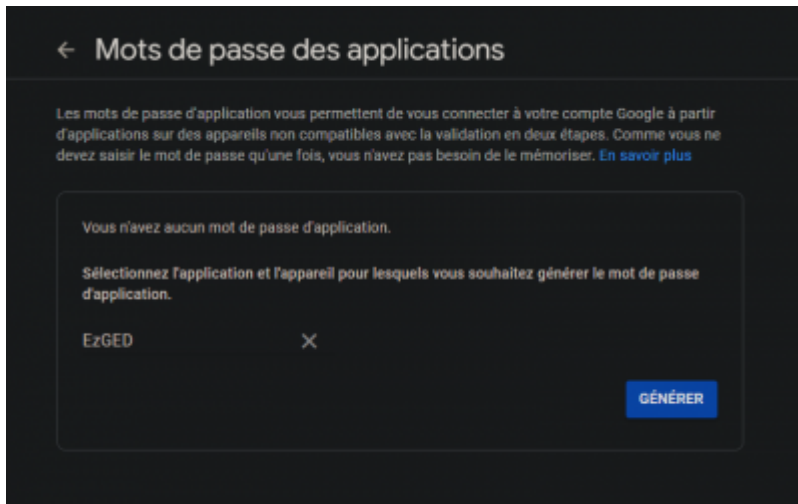 Mots de passe des applications
Les mots de passe d'application vous permettent de vous connecter à votre compte Google à partir
d'applications sur des appareils non compatibles avec la validation en deux étapes. Comme vous ne
devez saisir le mot de passe qu'une fois, vous n'avez pas besoin de le mémoriser. En savoir plus
Vous n'avez aucun mot de passe d'application.
Sélectionnez l'application et l'appareil pour lesquels vous souhaitez générer le mot de passe
d'application.
EzGED
GÉNÉRER